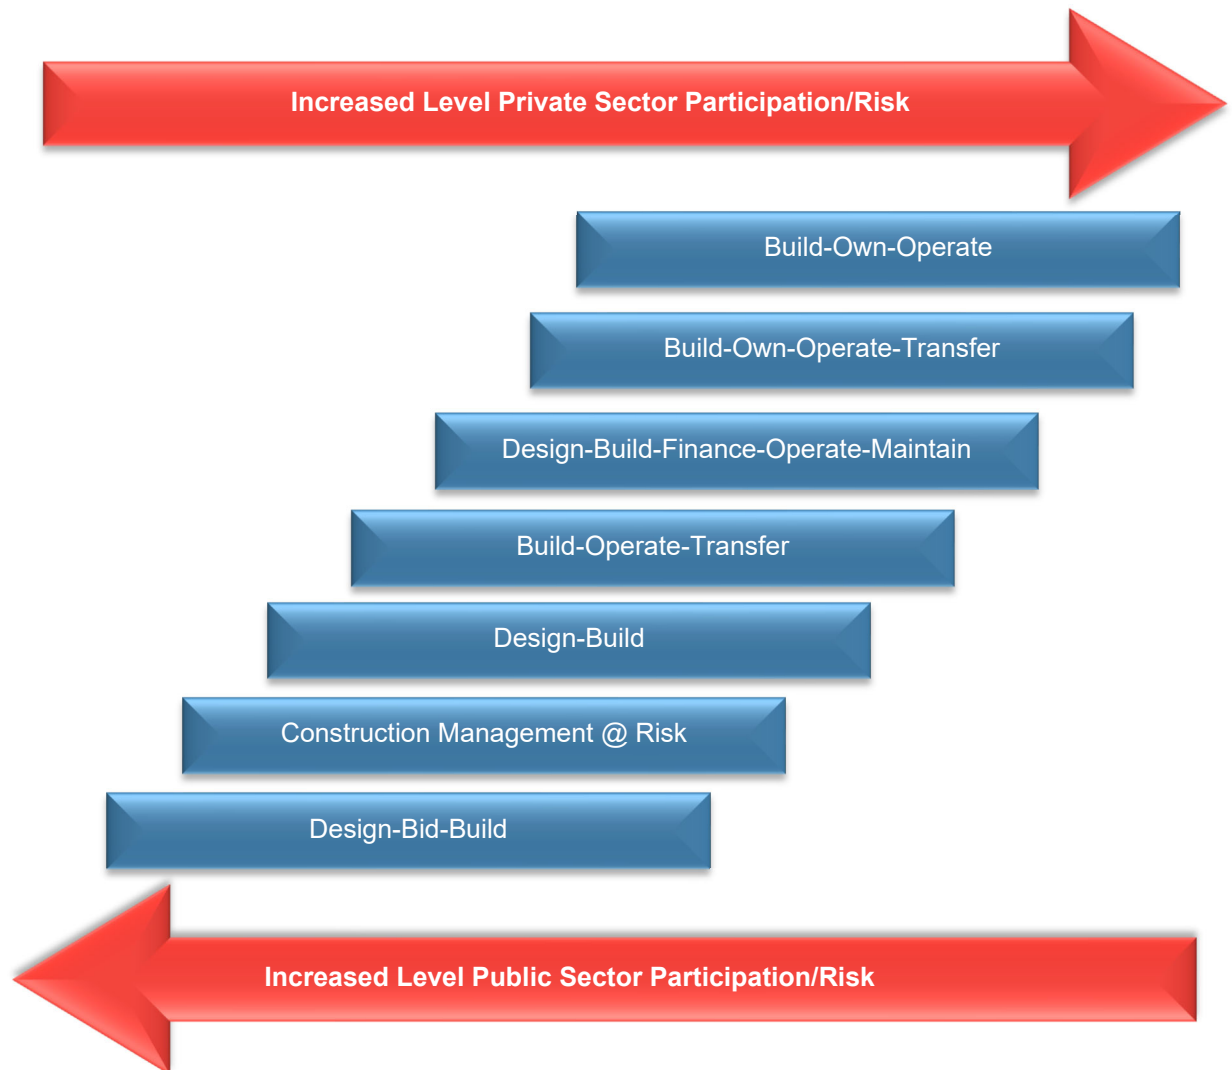 Increased Level Private Sector Participation/Risk
Build-Own-Operate
Build-Own-Operate-Transfer
Design-Build-Finance-Operate-Maintain
Build-Operate-Transfer
Design-Build
Construction Management @ Risk
Design-Bid-Build
Increased Level Public Sector Participation/Risk